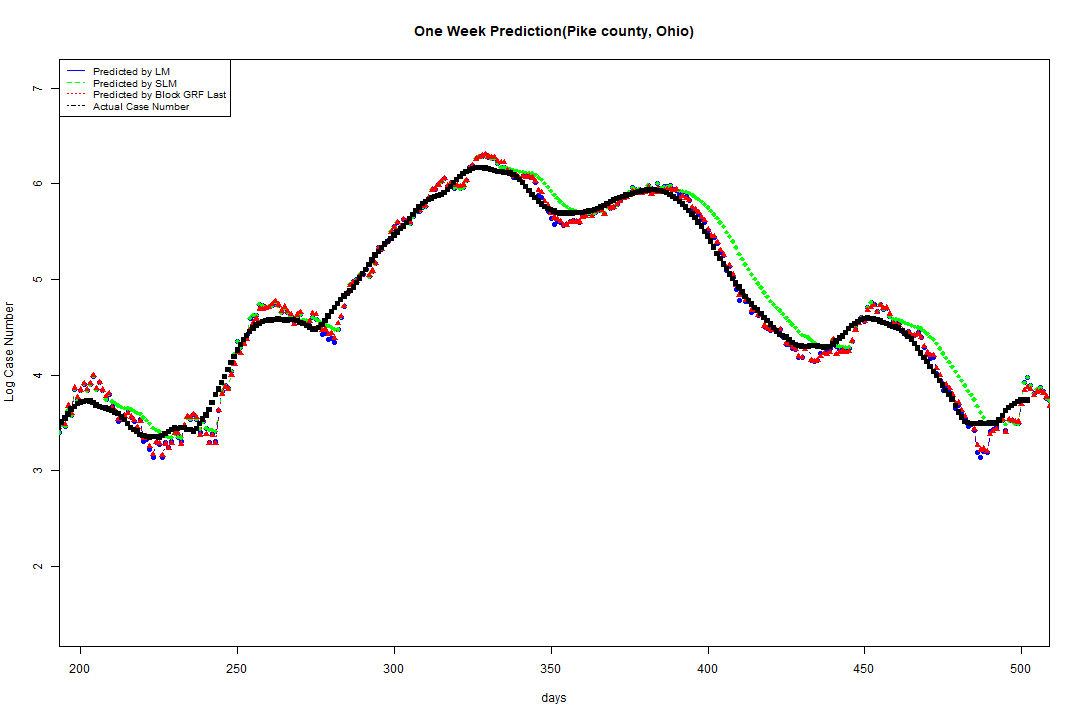 One Week Prediction(Pike county, Ohio)
Predicted by LM
Predicted by SLM
Predicted by Block GRF Last
Actual Case Number
7
6
5
4
3
2
Log Case Number
200 250 300 350 400 450 500
days